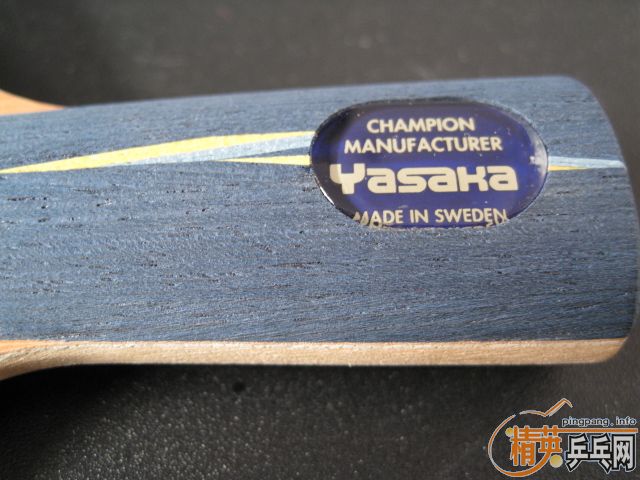 CHAMPION
MANUFACTURER
Yasaka
MADE IN SWEDEN
pingpang.info
精英乒乓网